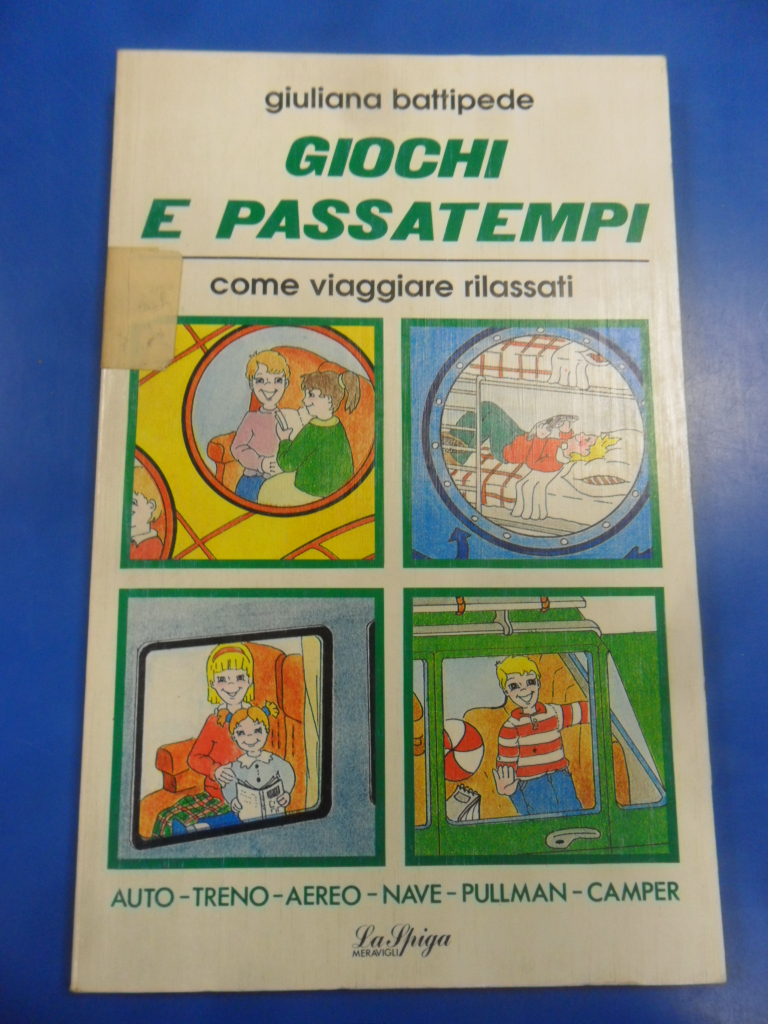 giuliana battipede
GIOCHI
E PASSATEMPI
come viaggiare rilassati
AUTO - TRENO - AEREO - NAVE - PULLMAN - CAMPER
La Spiga
MERAVIGLI